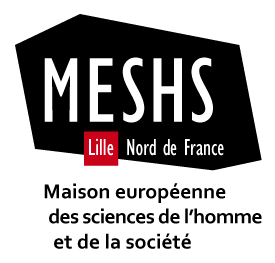 MESHS
Lille Nord de France
Maison européenne
des sciences de l'homme
et de la société